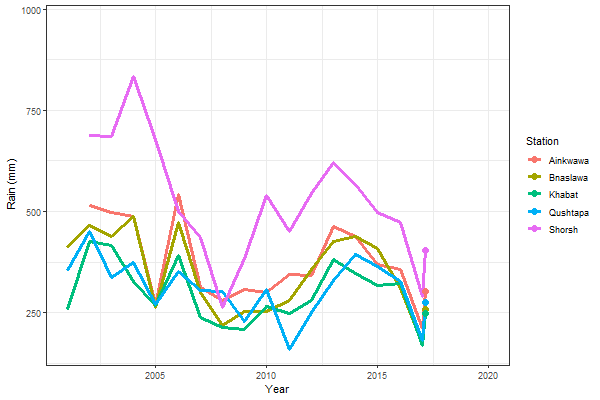 1000
750
500
250
Rain (mm)
2005
2010
2015
2020
Year
Station
Ainkwawa
Bnaslawa
Khabat
Qushtapa
Shorsh